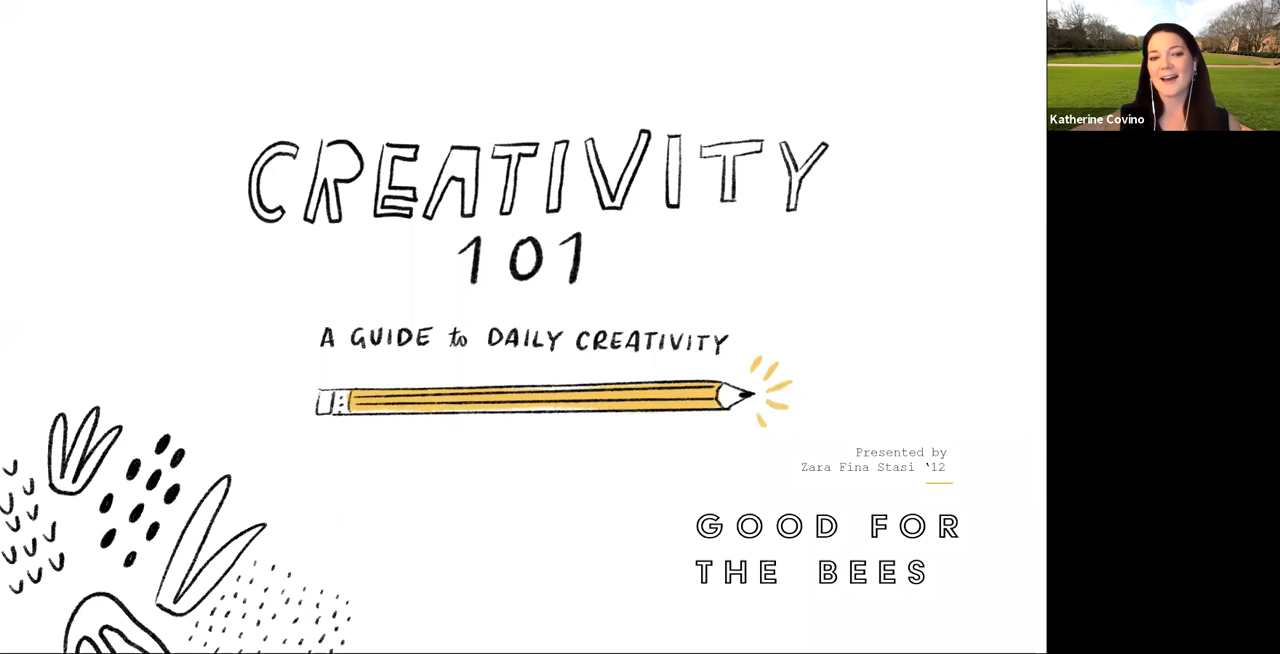 CREATIVITY
101
A GUIDE to DAILY CREATIVITY
Presented by
Zara Fina Stasi ‘12
GOOD FOR
THE BEES
Katherine Covino